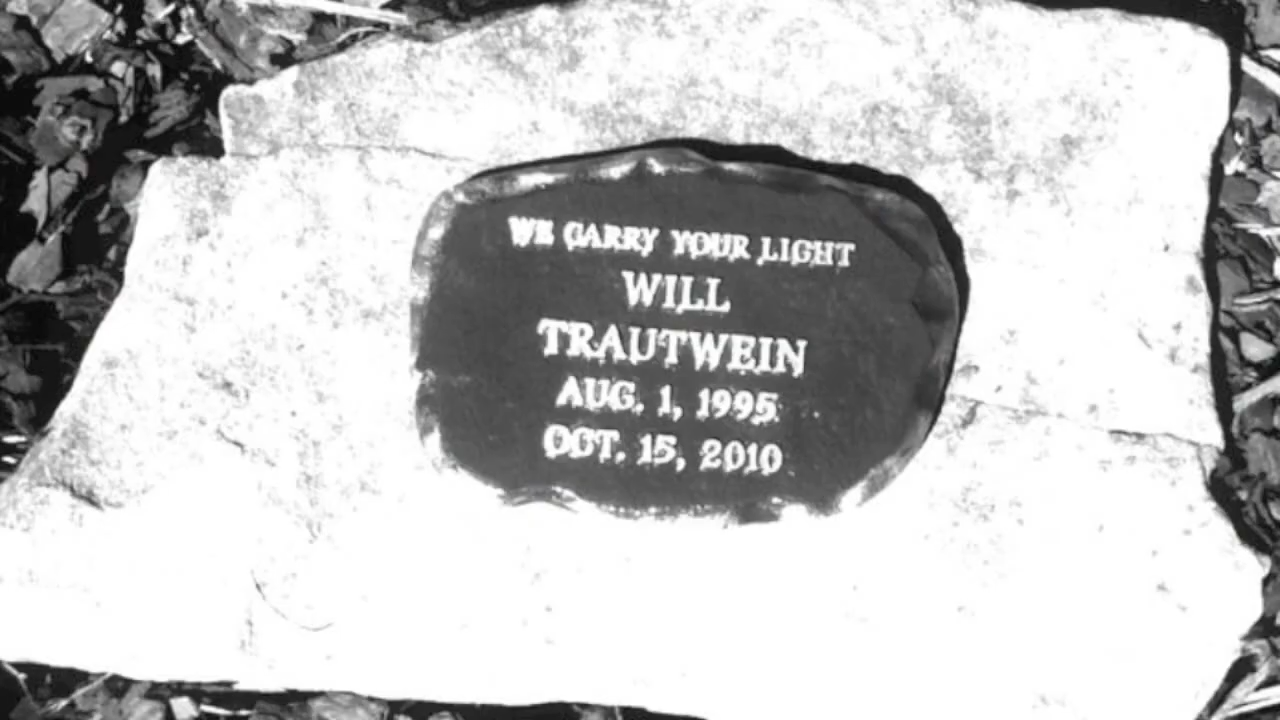 WE CARRY YOUR LIGHT
WILL
TRAUTWEIN
AUG. 1, 1995
OCT. 15, 2010